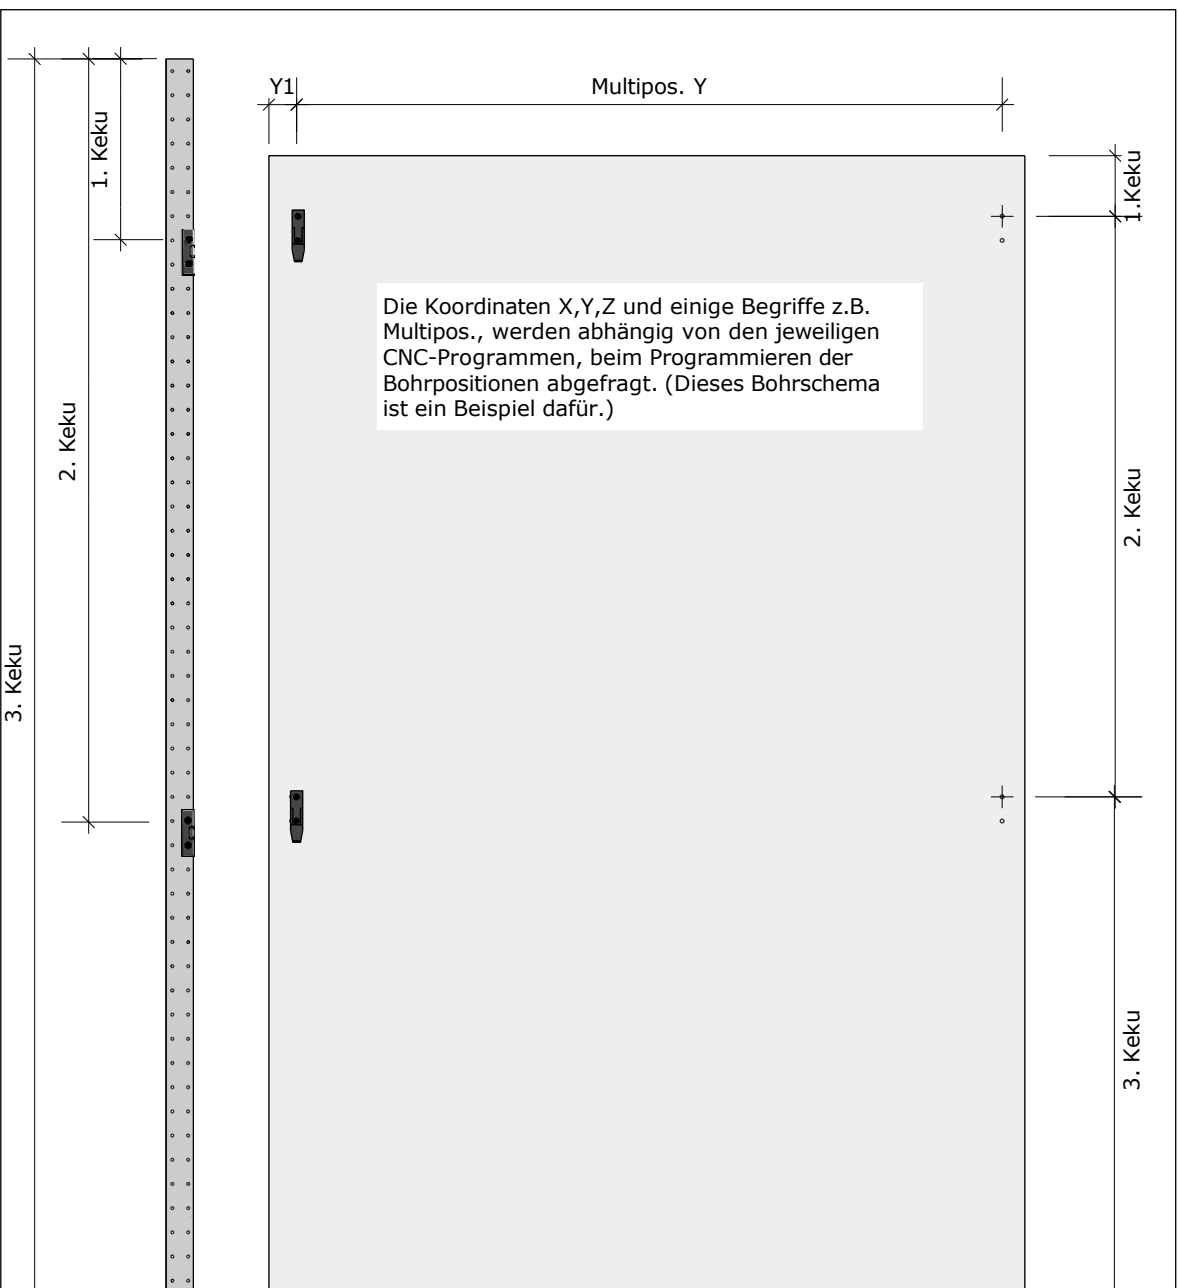 Y1
Multipos. Y
1. Keku
2. Keku
3. Keku
1.Keku
2. Keku
3. Keku
Die Koordinaten X,Y,Z und einige Begriffe z.B.
Multipos., werden abhängig von den jeweiligen
CNC-Programmen, beim Programmieren der
Bohrpositionen abgefragt. (Dieses Bohrschema
ist ein Beispiel dafür.)